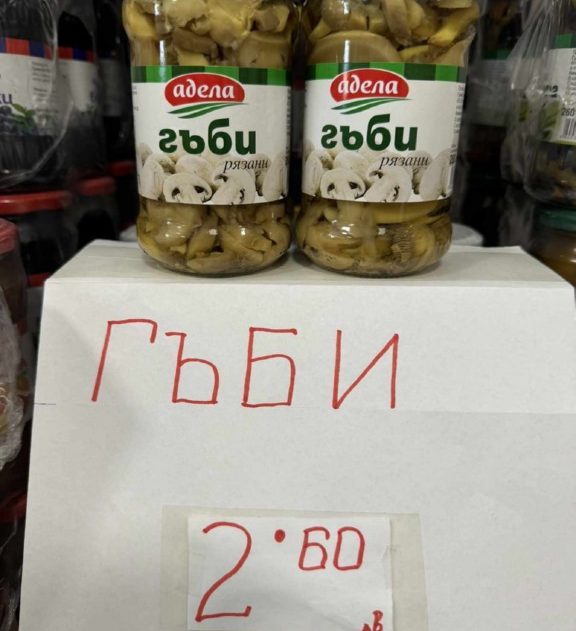 адела
гъби
рязани
адела
гъби
рязани
ГЪБИ
2.60
лв